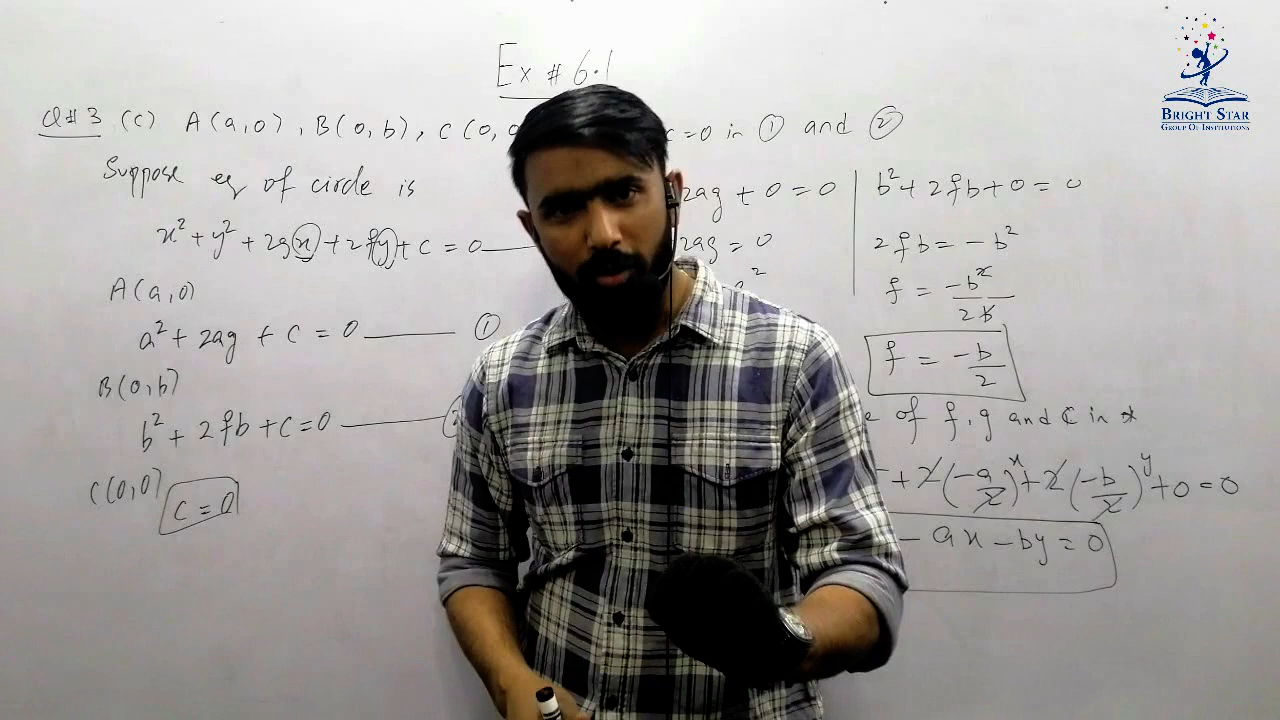 Ex # 6.1
Q# 3 (c) A(a,0), B(0,b), C(0,0
c=0 in ① and ②
Suppose eq of circle is
x² + y² + 2gx + 2fy + c = 0
A(a,0)
a² + 2ag + c = 0 ①
B(0,b)
b² + 2fb + c = 0
C(0,0)
c = 0
2ag + 0 = 0
2ag = 0
b² + 2fb + 0 = 0
2fb = -b²
f = -b²/2b
f = -b/2
of f, g and c in *
+ 2(-a/2)x + 2(-b/2)y + 0 = 0
- ax - by = 0
BRIGHT STAR
GROUP OF INSTITUTIONS